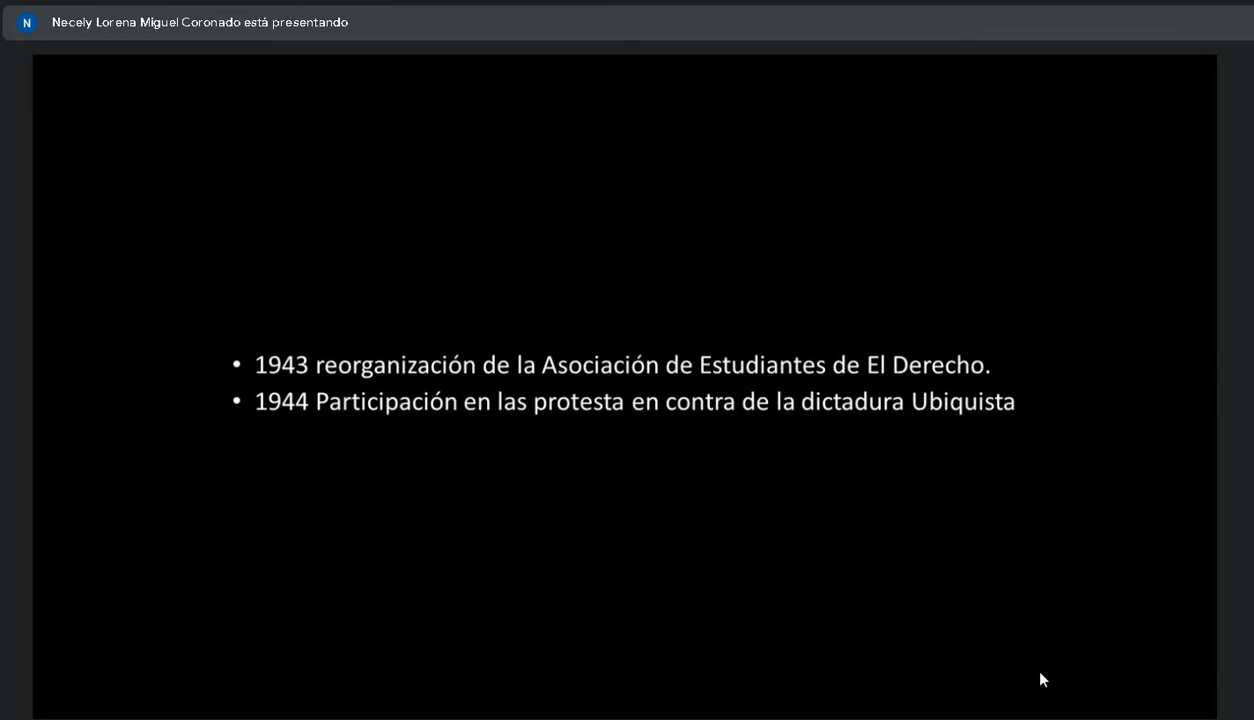 N Necely Lorena Miguel Coronado está presentando
• 1943 reorganización de la Asociación de Estudiantes de El Derecho.
• 1944 Participación en las protesta en contra de la dictadura Ubiquista